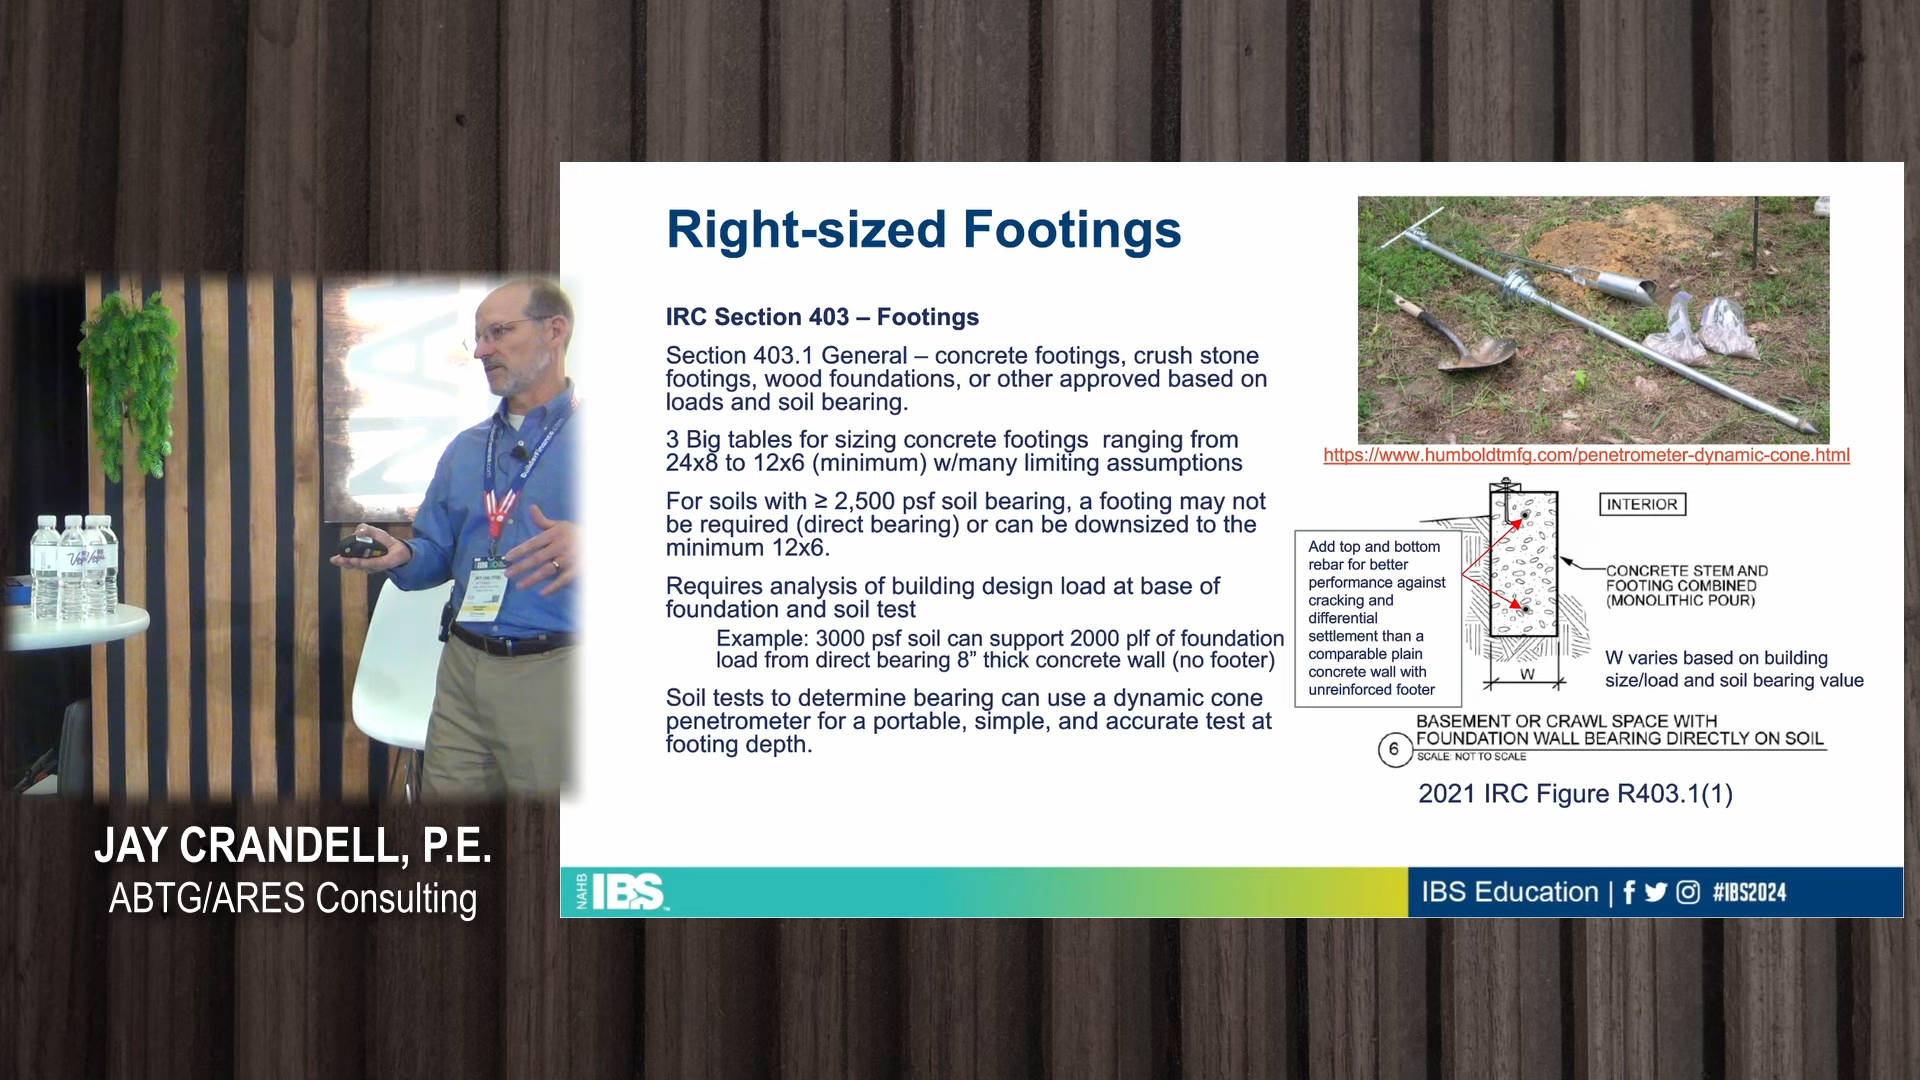 Right-sized Footings
IRC Section 403 – Footings
Section 403.1 General – concrete footings, crush stone
footings, wood foundations, or other approved based on
loads and soil bearing.
3 Big tables for sizing concrete footings  ranging from
24x8 to 12x6 (minimum) w/many limiting assumptions
For soils with ≥ 2,500 psf soil bearing, a footing may not
be required (direct bearing) or can be downsized to the
minimum 12x6.
Requires analysis of building design load at base of
foundation and soil test
Example: 3000 psf soil can support 2000 plf of foundation
load from direct bearing 8” thick concrete wall (no footer)
Soil tests to determine bearing can use a dynamic cone
penetrometer for a portable, simple, and accurate test at
footing depth.
https://www.humboldtmfg.com/penetrometer-dynamic-cone.html
INTERIOR
Add top and bottom
rebar for better
performance against
cracking and
differential
settlement than a
comparable plain
concrete wall with
unreinforced footer
CONCRETE STEM AND
FOOTING COMBINED
(MONOLITHIC POUR)
W
W varies based on building
size/load and soil bearing value
6
BASEMENT OR CRAWL SPACE WITH
FOUNDATION WALL BEARING DIRECTLY ON SOIL
SCALE: NOT TO SCALE
2021 IRC Figure R403.1(1)
JAY CRANDELL, P.E.
ABTG/ARES Consulting
NAHB IBS
IBS Education | #IBS2024
IBS